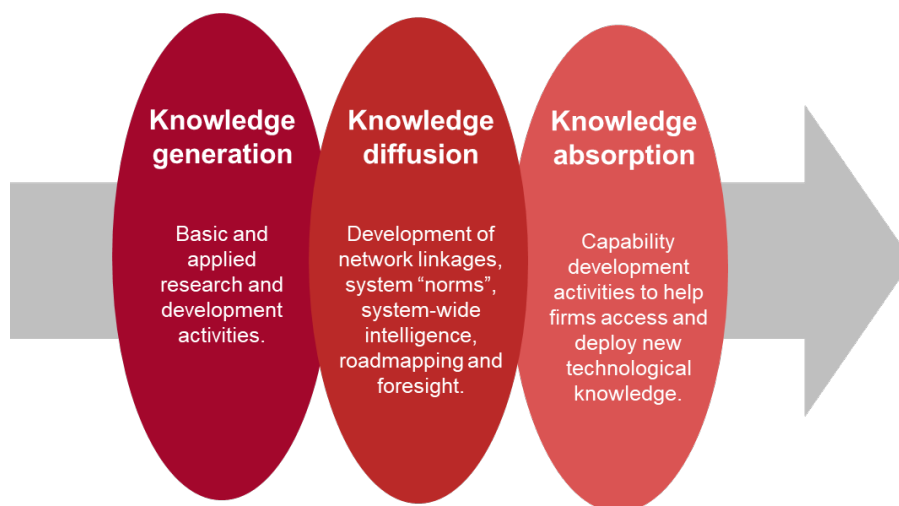 Knowledge
generation
Basic and
applied
research and
development
activities.
Knowledge
diffusion
Development of
network linkages,
system “norms”,
system-wide
intelligence,
roadmapping and
foresight.
Knowledge
absorption
Capability
development
activities to help
firms access and
deploy new
technological
knowledge.